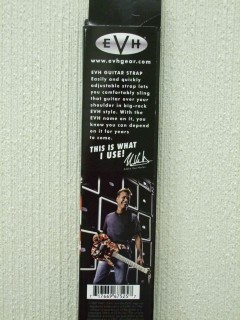 EVH
www.evhgear.com
EVH GUITAR STRAP
Easily and quickly
adjustable strap lets
you comfortably sling
that guitar over your
shoulder in big-rock
EVH style. With the
EVH name on it, you
know you can depend
on it for years
to come.
THIS IS WHAT
I USE!